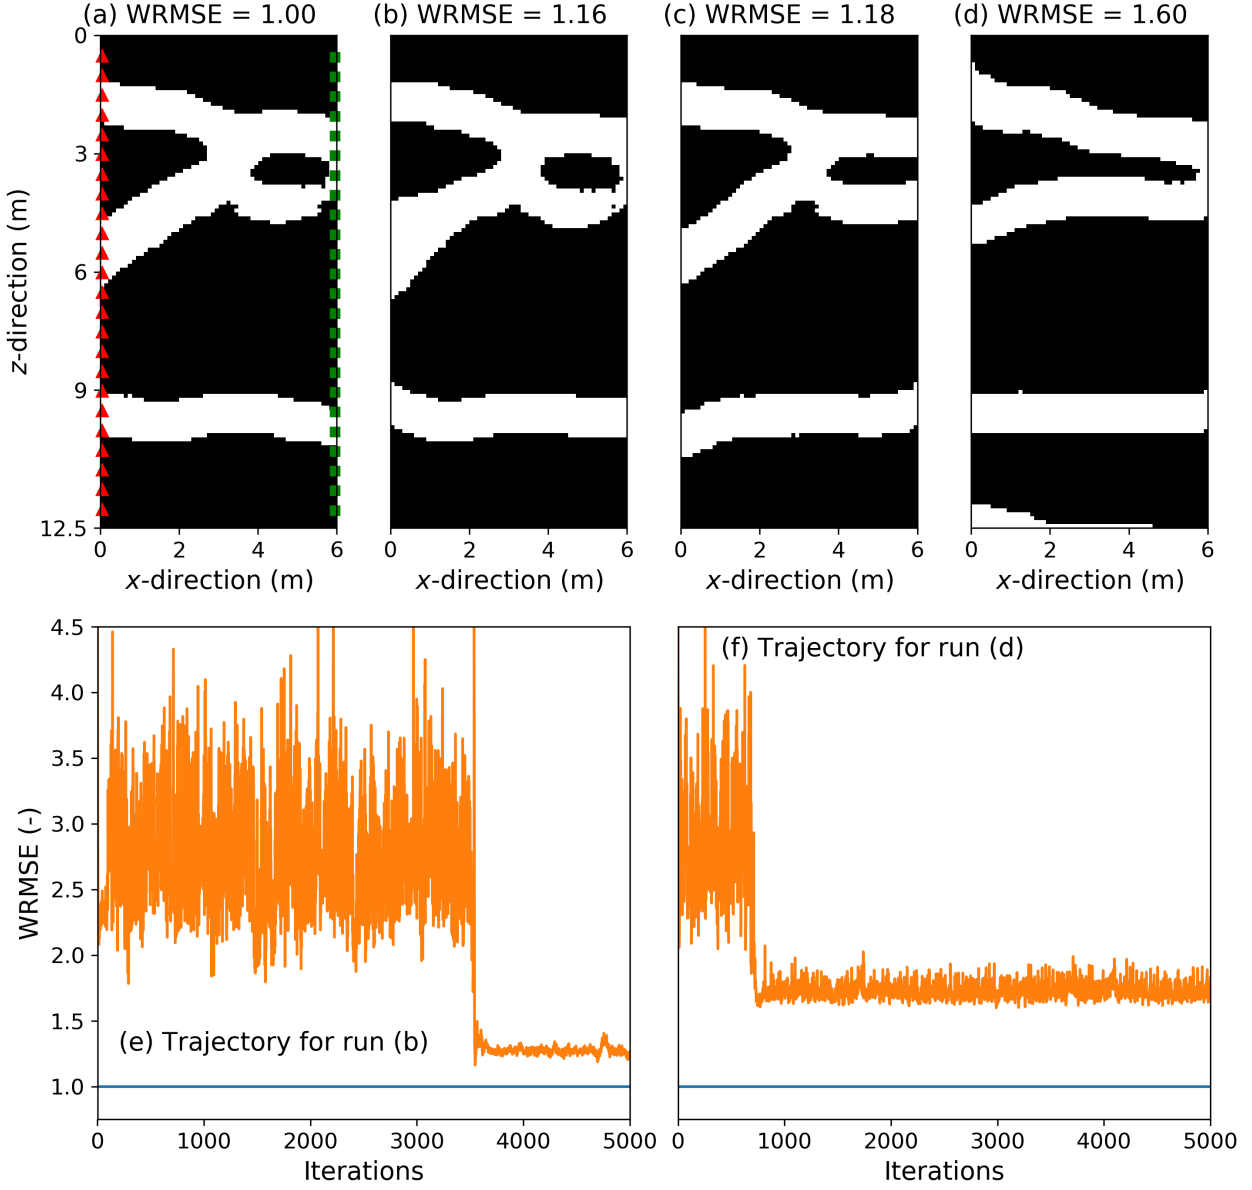 (a) WRMSE = 1.00 (b) WRMSE = 1.16 (c) WRMSE = 1.18 (d) WRMSE = 1.60
0
3
6
9
12.5
z-direction (m)
0 2 4 6 0 2 4 6 0 2 4 6 0 2 4 6
x-direction (m) x-direction (m) x-direction (m) x-direction (m)
4.5
4.0
3.5
3.0
2.5
2.0
1.5
1.0
WRMSE (-)
(f) Trajectory for run (d)
(e) Trajectory for run (b)
0 1000 2000 3000 4000 5000 0 1000 2000 3000 4000 5000
Iterations Iterations